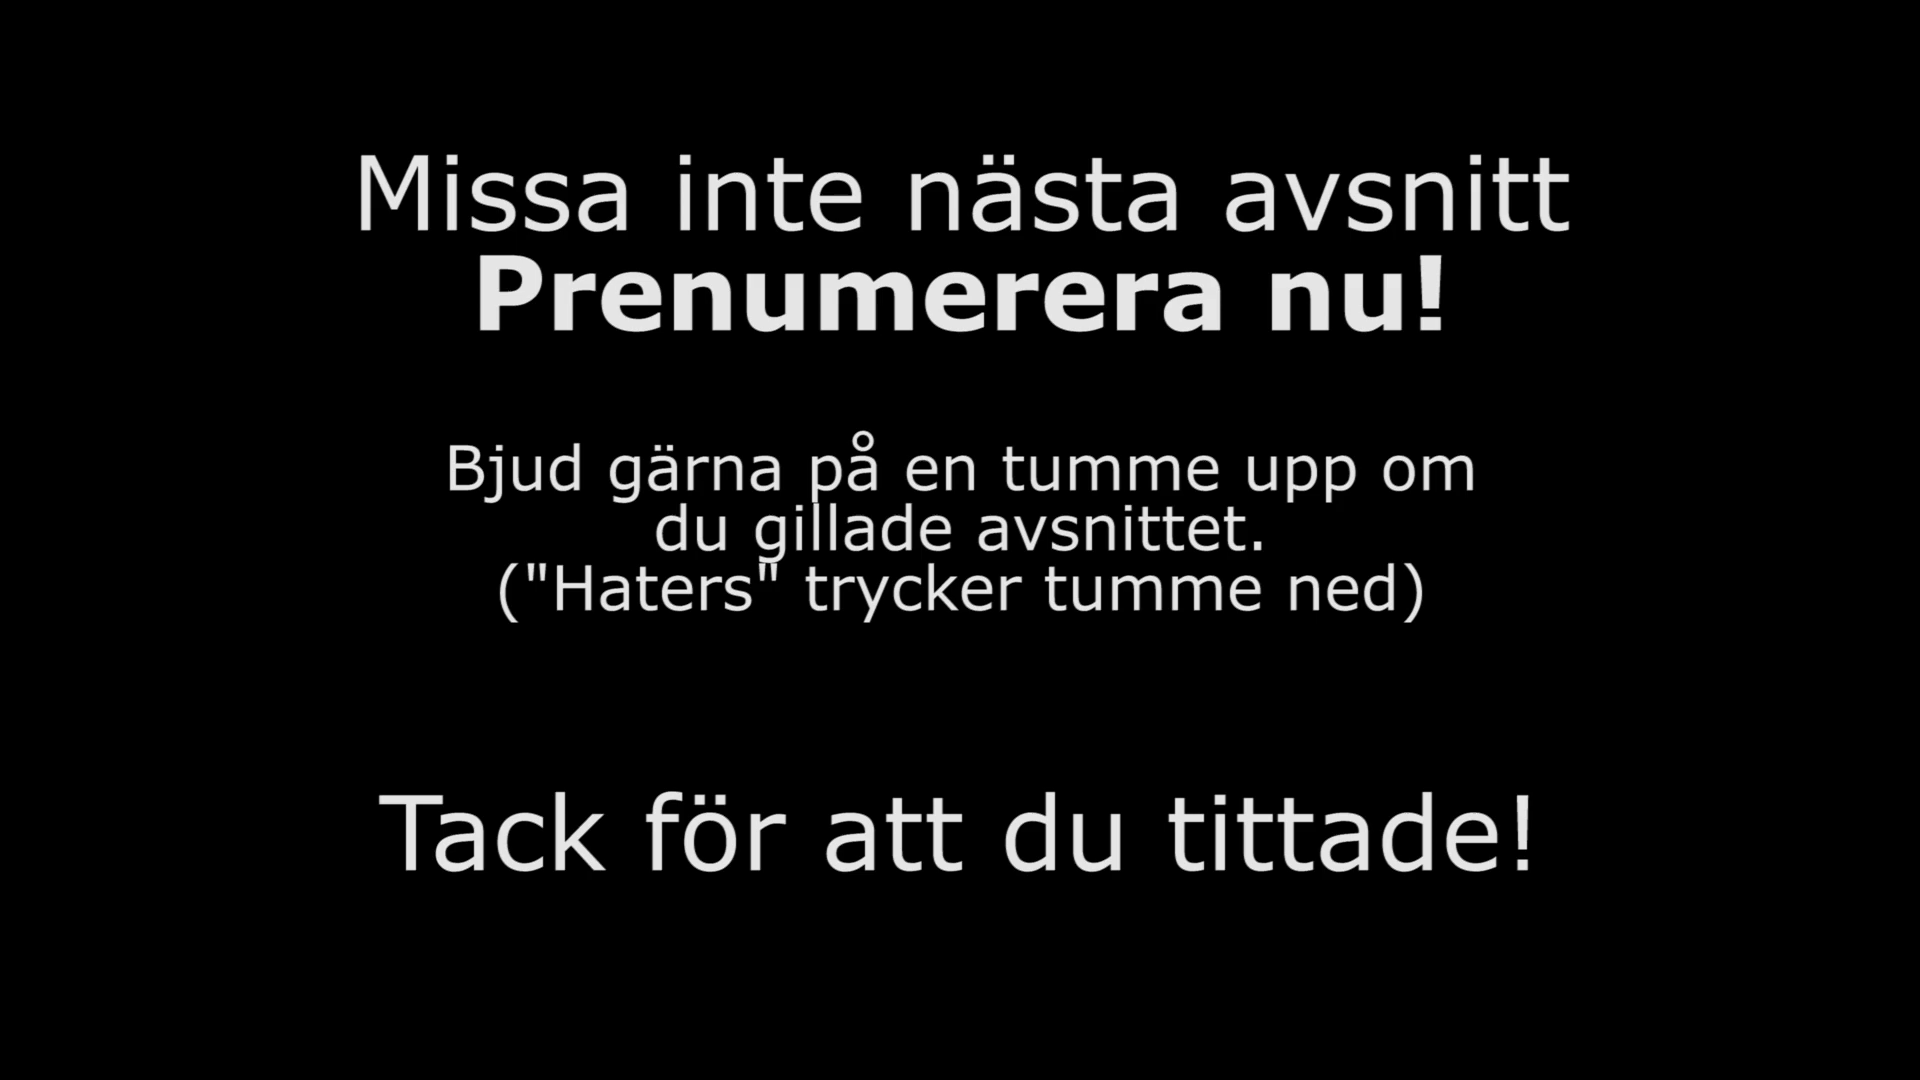 Missa inte nästa avsnitt
Prenumerera nu!
Bjud gärna på en tumme upp om
du gillade avsnittet.
("Haters" trycker tumme ned)
Tack för att du tittade!